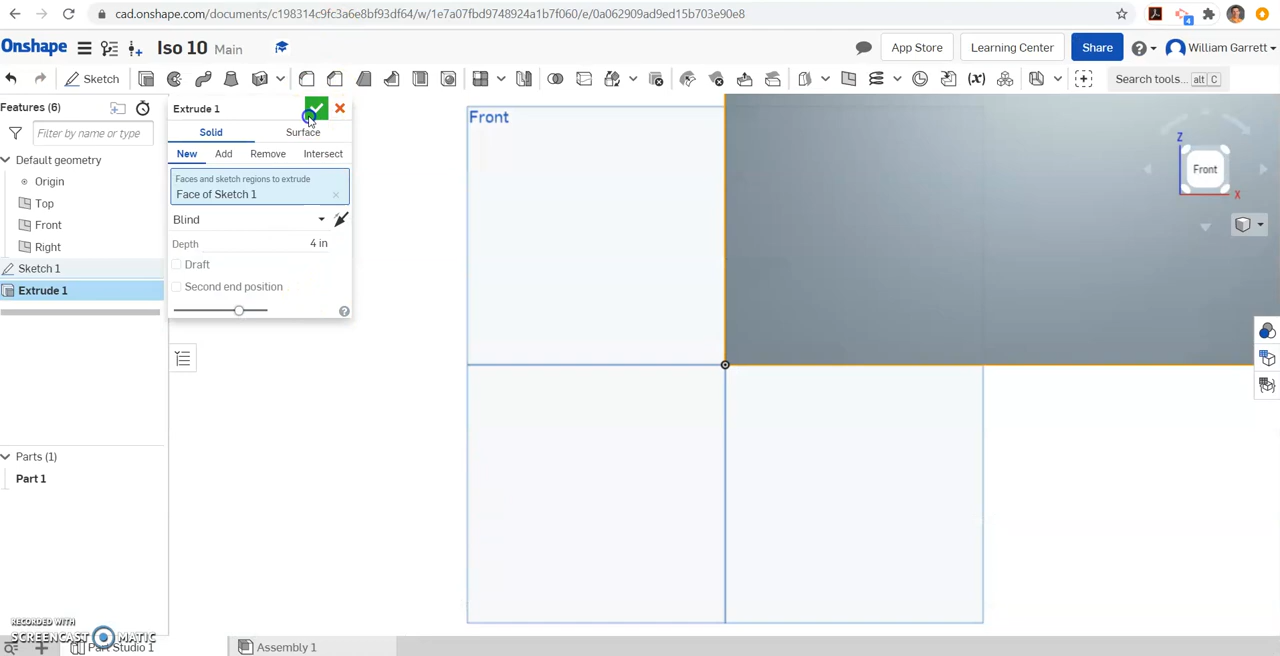 cad.onshape.com/documents/c198314c9fc3a6e8bf93df64/w/1e7a07fbd9748924a1b7f060/e/0a062909ad9ed15b703e90e8
4
Onshape Iso 10 Main App Store Learning Center Share William Garrett
Sketch Search tools... alt C
Features (6)
Filter by name or type
Default geometry
Origin
Top
Front
Right
Sketch 1
Extrude 1
Parts (1)
Part 1
Extrude 1
Solid Surface
New Add Remove Intersect
Faces and sketch regions to extrude
Face of Sketch 1
Blind
Depth 4 in
Draft
Second end position
Front
Z
Front
X
RECORDED WITH
SCREENCAST MATIC
Part Studio 1 Assembly 1